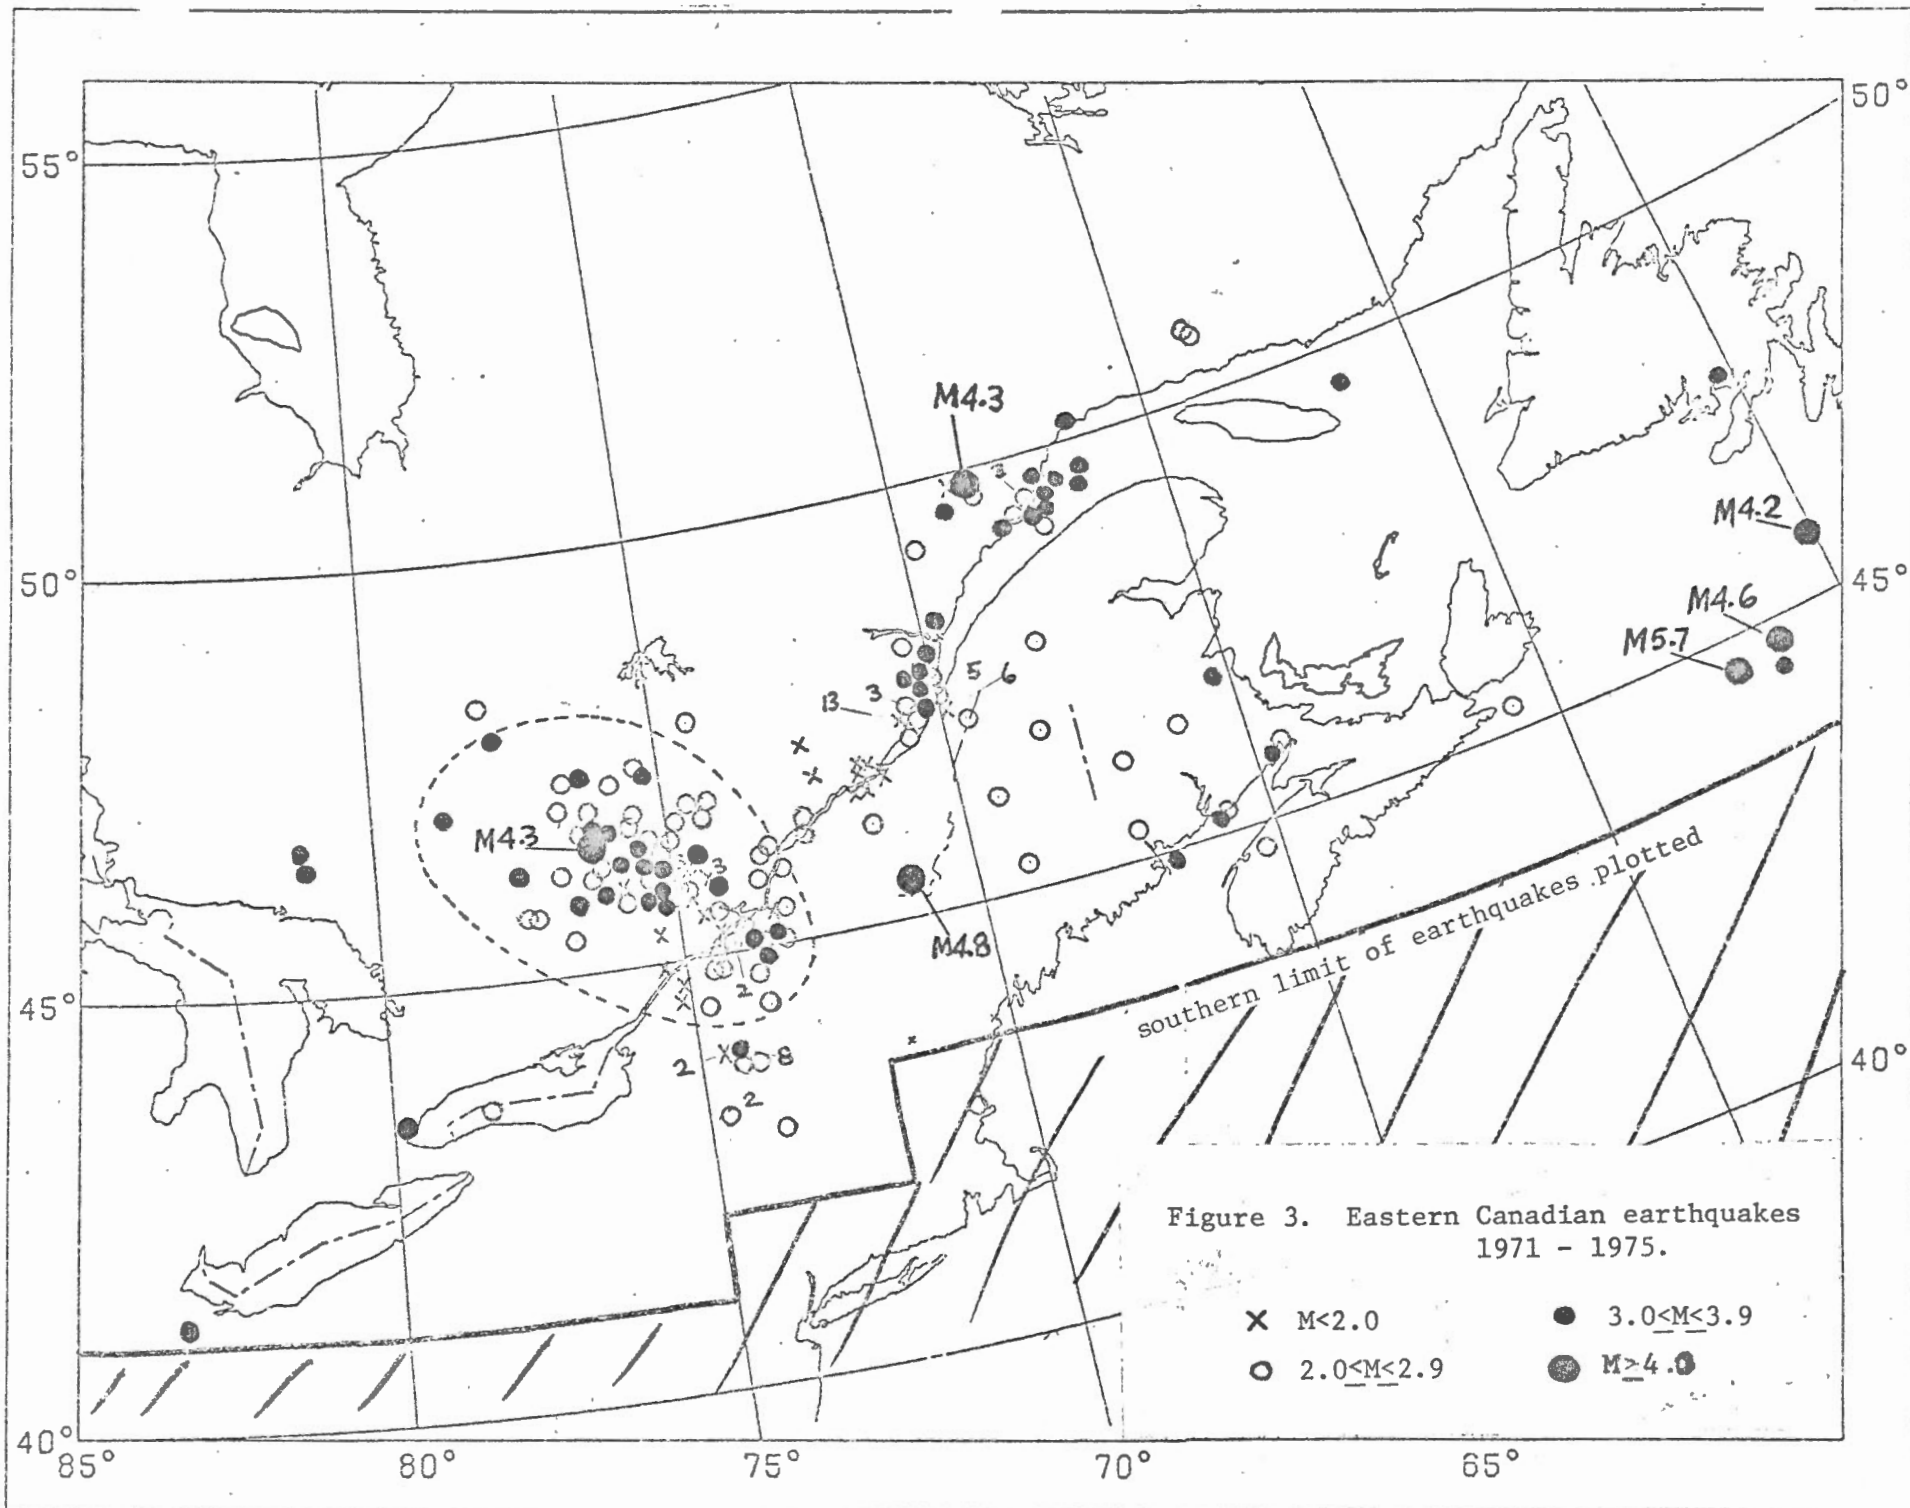 50°
55°
M4.3
M4.2
50°
45°
M4.6
M5.7
5
6
13
3
M4.3
3
M4.8
southern limit of earthquakes plotted
2
45°
2
8
40°
2
Figure 3. Eastern Canadian earthquakes
1971 - 1975.
X M<2.0
3.0≤M≤3.9
2.0≤M≤2.9
M≥4.0
40°
85°
80°
75°
70°
65°